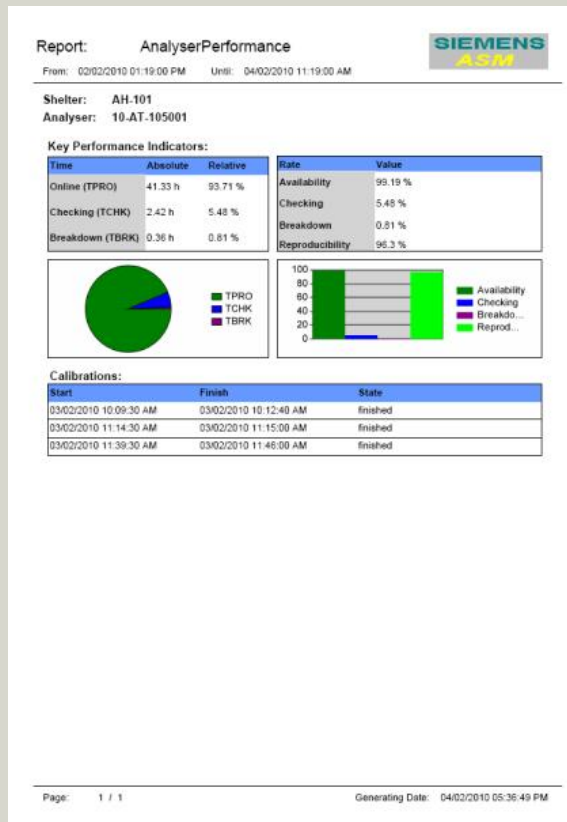 Report: AnalyserPerformance
SIEMENS
ASM
From: 02/02/2010 01:19:00 PM Until: 04/02/2010 11:19:00 AM
Shelter: AH-101
Analyser: 10-AT-105001
Key Performance Indicators:
Time Absolute Relative
Online (TPRO) 41.33 h 93.71 %
Checking (TCHK) 2.42 h 5.48 %
Breakdown (TBRK) 0.36 h 0.81 %
Rate Value
Availability 99.19 %
Checking 5.48 %
Breakdown 0.81 %
Reproducibility 96.3 %
TPRO
TCHK
TBRK
100
80
60
40
20
0
Availability
Checking
Breakdo...
Reprod...
Calibrations:
Start Finish State
03/02/2010 10:09:30 AM 03/02/2010 10:12:40 AM finished
03/02/2010 11:14:30 AM 03/02/2010 11:15:00 AM finished
03/02/2010 11:39:30 AM 03/02/2010 11:46:00 AM finished
Page: 1 / 1 Generating Date: 04/02/2010 05:36:49 PM